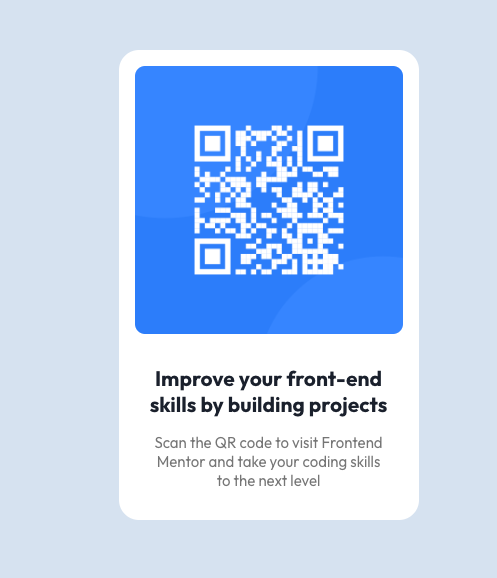 Improve your front-end
skills by building projects
Scan the QR code to visit Frontend
Mentor and take your coding skills
to the next level